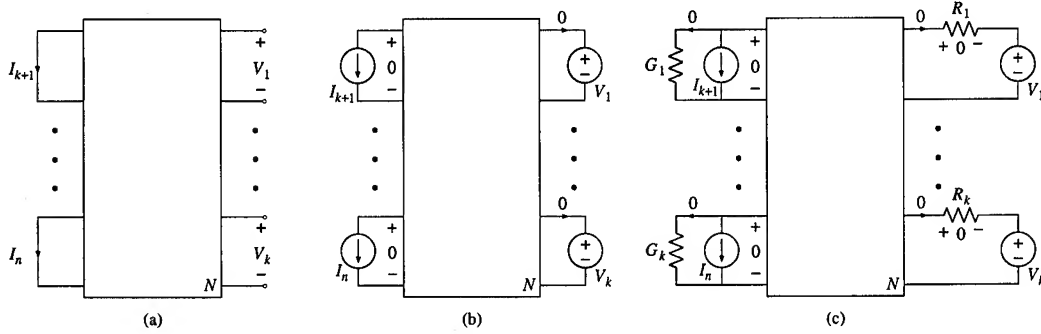 I_{k+1}
+
V_1
−
I_n
+
V_k
−
N
(a)
0
+
0
−
I_{k+1}
+
−
V_1
0
+
0
−
I_n
+
−
V_k
N
(b)
0
G_1
+
0
−
I_{k+1}
0
R_1
+ 0 −
+
−
V_1
0
G_k
+
0
−
I_n
0
R_k
+ 0 −
+
−
V_k
N
(c)